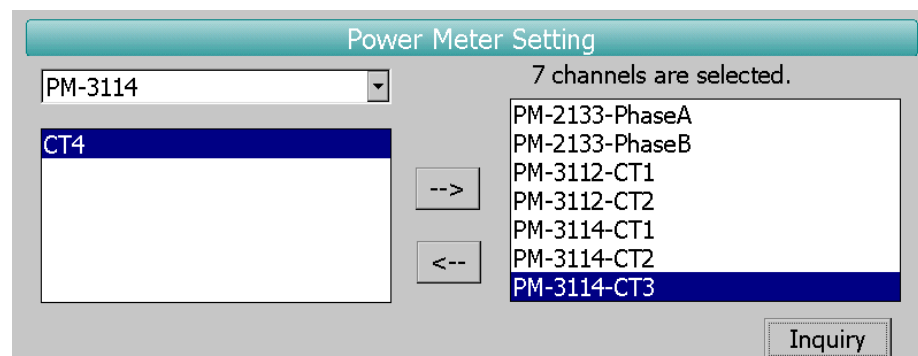 Power Meter Setting
PM-3114
CT4
-->
<--
7 channels are selected.
PM-2133-PhaseA
PM-2133-PhaseB
PM-3112-CT1
PM-3112-CT2
PM-3114-CT1
PM-3114-CT2
PM-3114-CT3
Inquiry